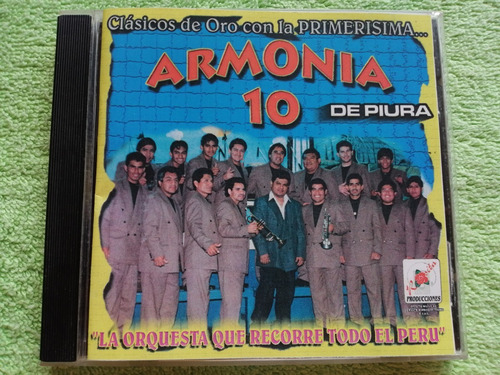 Clásicos de Oro con la PRIMERISIMA...
ARMONIA
10
DE PIURA
PRODUCCIONES
"LA ORQUESTA QUE RECORRE TODO EL PERU"